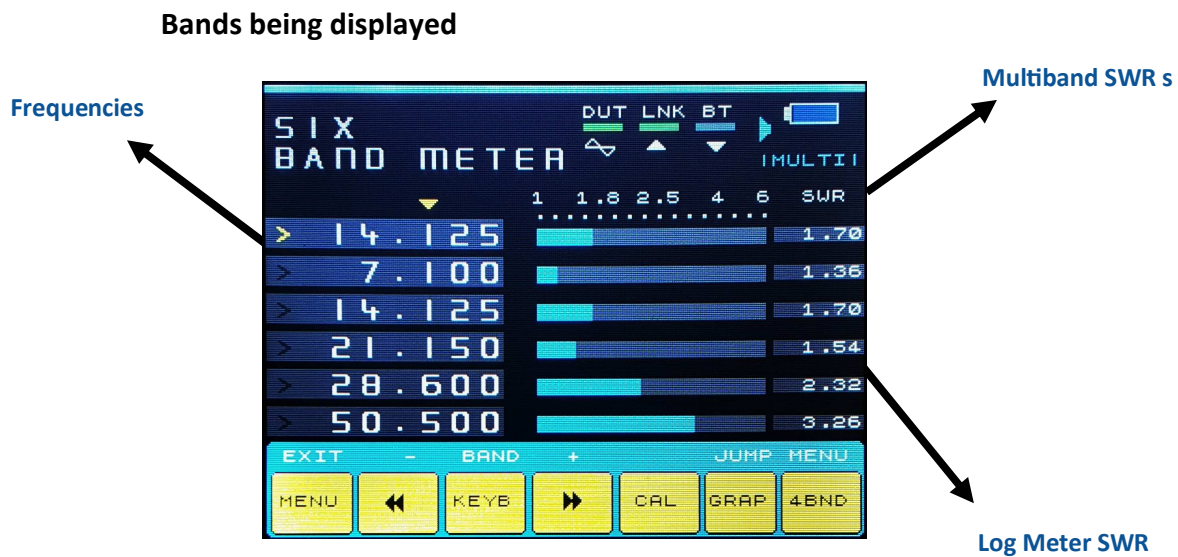 Bands being displayed
Multiband SWR s
Frequencies
DUT LNK BT
SIX
BAND METER
|MULTI|
1 1.8 2.5 4 6 SWR
> 14.125 1.70
> 7.100 1.36
> 14.125 1.70
> 21.150 1.54
> 28.600 2.32
> 50.500 3.26
EXIT - BAND + JUMP MENU
MENU KEYB CAL GRAP 4BND
Log Meter SWR